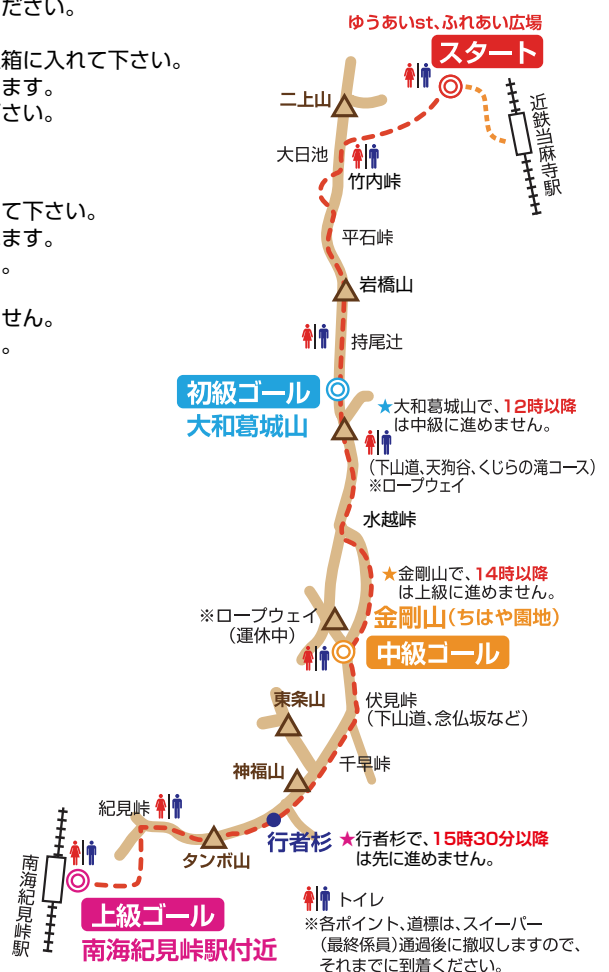 ださい。
箱に入れて下さい。
ます。
さい。
て下さい。
ます。
。
せん。
。
ゆうあいst、ふれあい広場
スタート
近鉄当麻寺駅
二上山
大日池
竹内峠
平石峠
岩橋山
持尾辻
初級ゴール
大和葛城山
★大和葛城山で、12時以降
は中級に進めません。
（下山道、天狗谷、くじらの滝コース）
※ロープウェイ
水越峠
★金剛山で、14時以降
は上級に進めません。
金剛山（ちはや園地）
※ロープウェイ
（運休中）
中級ゴール
東条山
伏見峠
（下山道、念仏坂など）
千早峠
神福山
紀見峠
行者杉
★行者杉で、15時30分以降
は先に進めません。
タンボ山
南海紀見峠駅
上級ゴール
南海紀見峠駅付近
トイレ
※各ポイント、道標は、スイーパー
（最終係員）通過後に撤収しますので、
それまでに到着ください。